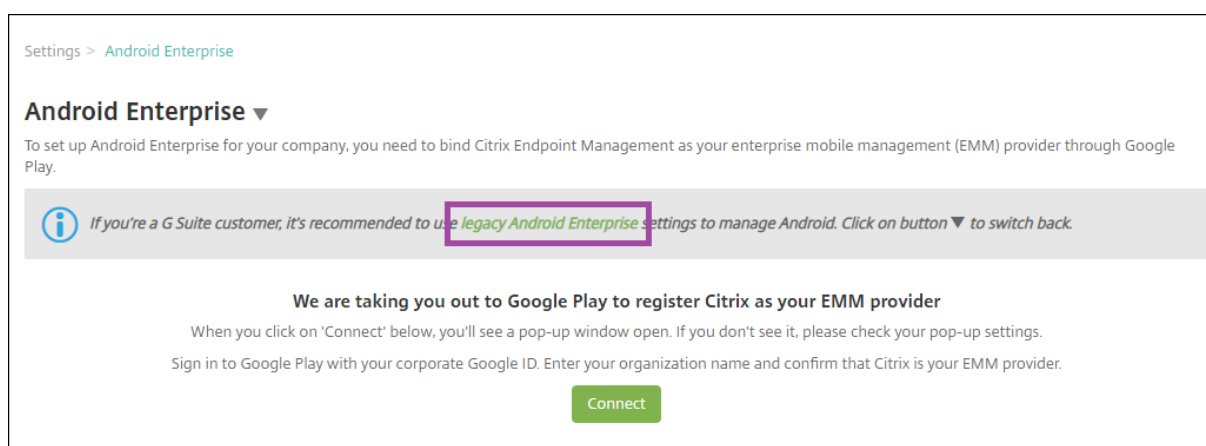 Settings > Android Enterprise
Android Enterprise ▼
To set up Android Enterprise for your company, you need to bind Citrix Endpoint Management as your enterprise mobile management (EMM) provider through Google
Play.
If you're a G Suite customer, it's recommended to use legacy Android Enterprise settings to manage Android. Click on button ▼ to switch back.
We are taking you out to Google Play to register Citrix as your EMM provider
When you click on 'Connect' below, you'll see a pop-up window open. If you don't see it, please check your pop-up settings.
Sign in to Google Play with your corporate Google ID. Enter your organization name and confirm that Citrix is your EMM provider.
Connect